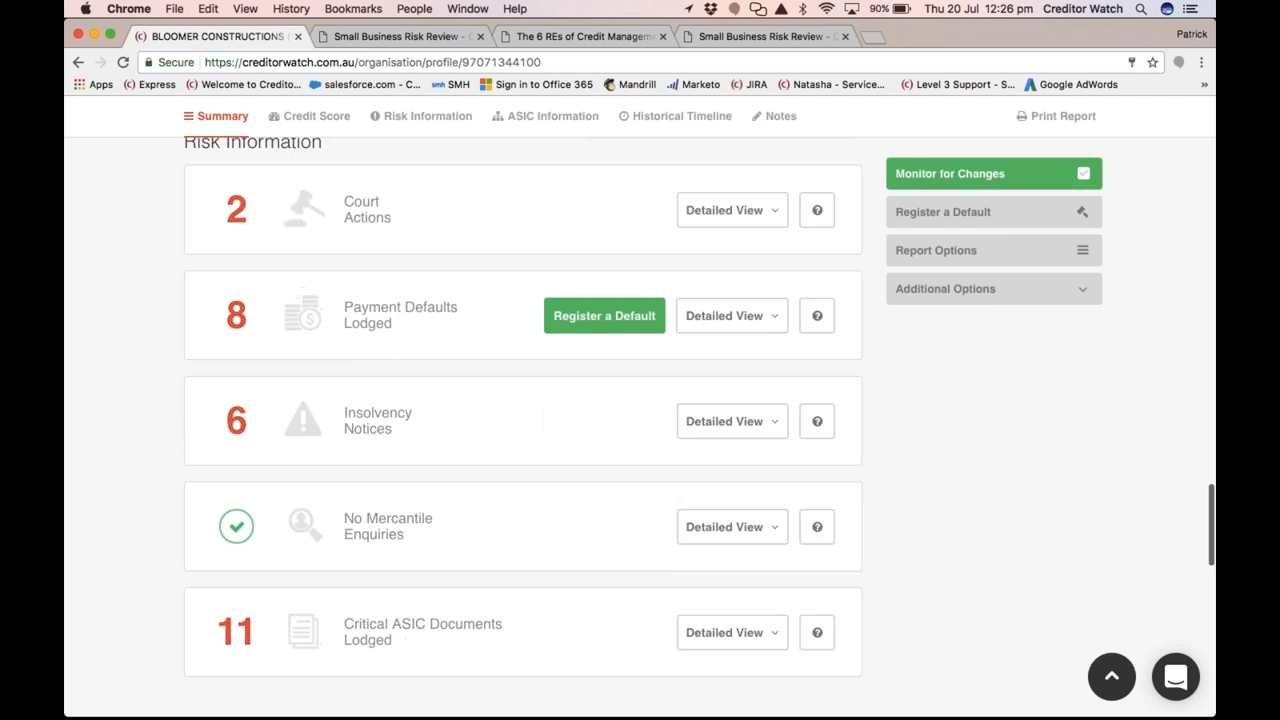 Chrome File Edit View History Bookmarks People Window Help 90% Thu 20 Jul 12:26 pm Creditor Watch
BLOOMER CONSTRUCTIONS Small Business Risk Review - The 6 REs of Credit Managem Small Business Risk Review - Patrick
Secure https://creditorwatch.com.au/organisation/profile/97071344100
Apps (c) Express (c) Welcome to Credito... salesforce.com - C... smh SMH Sign in to Office 365 Mandrill Marketo (c) JIRA (c) Natasha - Service... (c) Level 3 Support - S... Google AdWords »
Summary Credit Score Risk Information ASIC Information Historical Timeline Notes Print Report
Risk Information
2 Court
Actions
Detailed View ?
8 Payment Defaults
Lodged
Register a Default Detailed View ?
6 Insolvency
Notices
Detailed View ?
No Mercantile
Enquiries
Detailed View ?
11 Critical ASIC Documents
Lodged
Detailed View ?
Monitor for Changes
Register a Default
Report Options
Additional Options